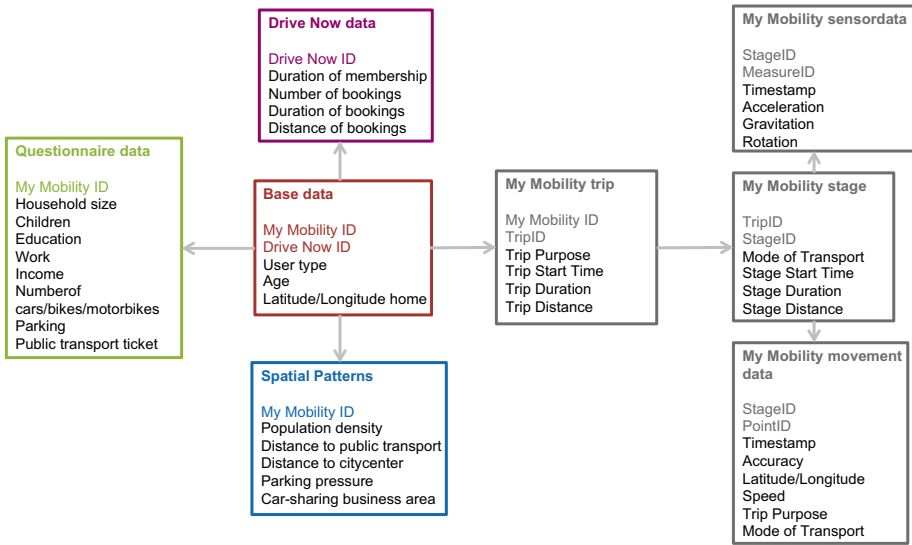 Drive Now data
Drive Now ID
Duration of membership
Number of bookings
Duration of bookings
Distance of bookings
My Mobility sensordata
StageID
MeasureID
Timestamp
Acceleration
Gravitation
Rotation
Questionnaire data
My Mobility ID
Household size
Children
Education
Work
Income
Numberof
cars/bikes/motorbikes
Parking
Public transport ticket
Base data
My Mobility ID
Drive Now ID
User type
Age
Latitude/Longitude home
My Mobility trip
My Mobility ID
TripID
Trip Purpose
Trip Start Time
Trip Duration
Trip Distance
My Mobility stage
TripID
StageID
Mode of Transport
Stage Start Time
Stage Duration
Stage Distance
Spatial Patterns
My Mobility ID
Population density
Distance to public transport
Distance to citycenter
Parking pressure
Car-sharing business area
My Mobility movement
data
StageID
PointID
Timestamp
Accuracy
Latitude/Longitude
Speed
Trip Purpose
Mode of Transport